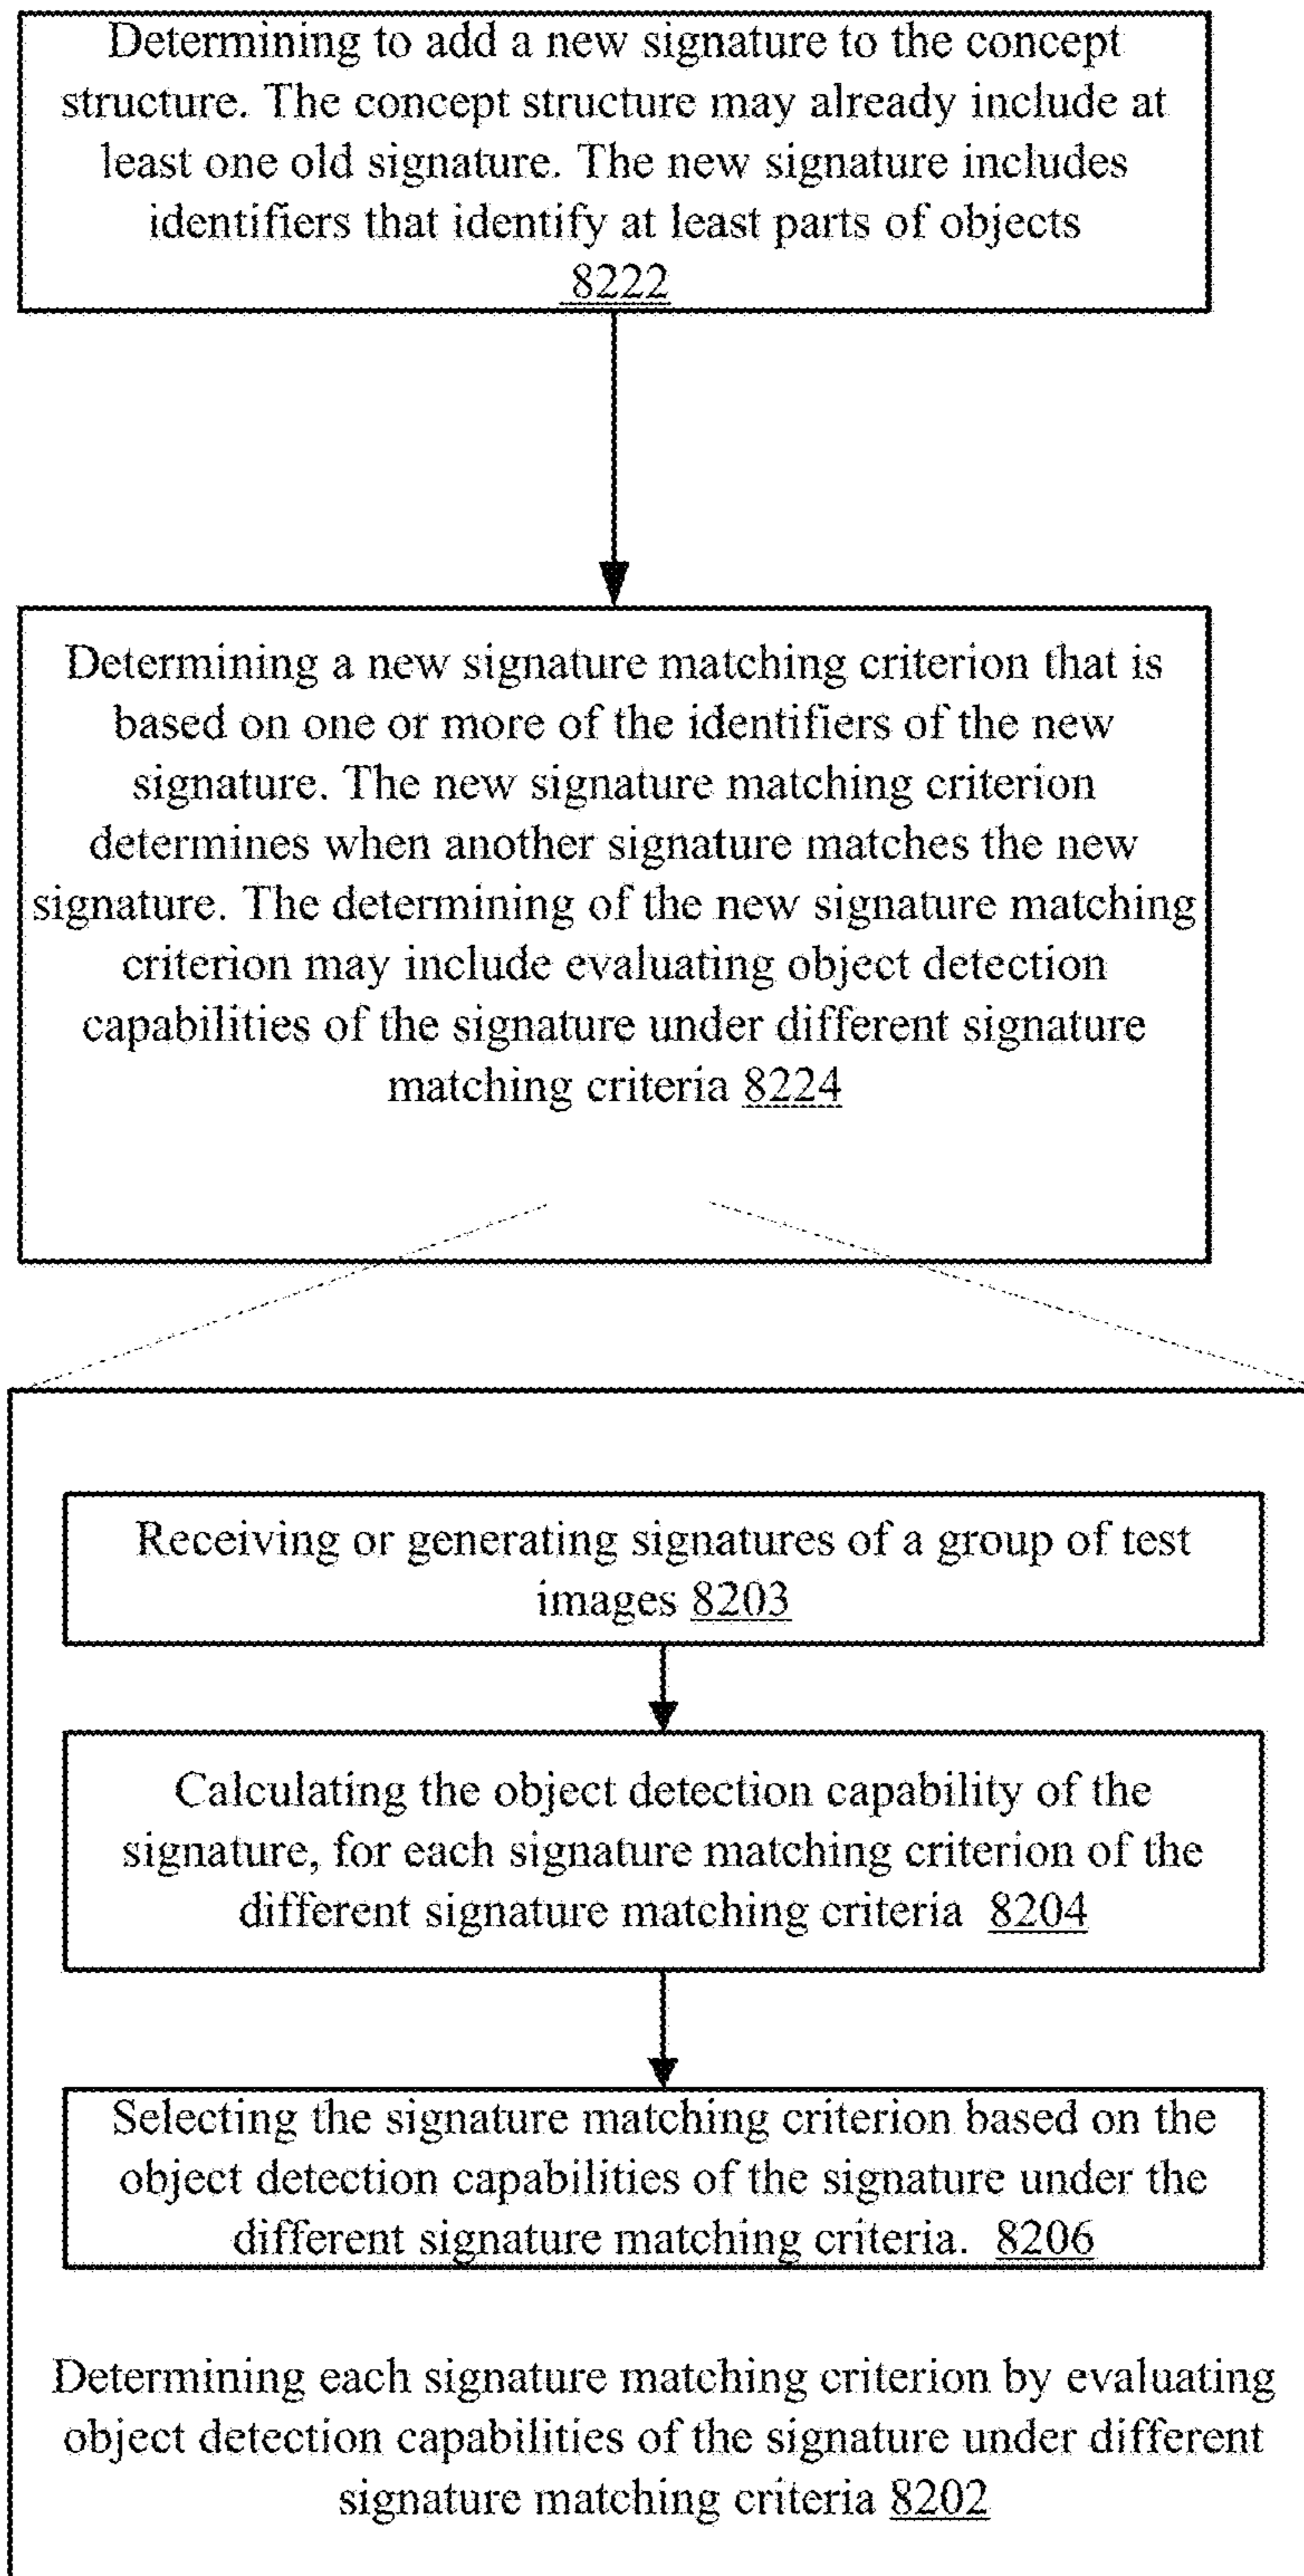 Determining to add a new signature to the concept
structure. The concept structure may already include at
least one old signature. The new signature includes
identifiers that identify at least parts of objects
8222
Determining a new signature matching criterion that is
based on one or more of the identifiers of the new
signature. The new signature matching criterion
determines when another signature matches the new
signature. The determining of the new signature matching
criterion may include evaluating object detection
capabilities of the signature under different signature
matching criteria 8224
Receiving or generating signatures of a group of test
images 8203
Calculating the object detection capability of the
signature, for each signature matching criterion of the
different signature matching criteria 8204
Selecting the signature matching criterion based on the
object detection capabilities of the signature under the
different signature matching criteria. 8206
Determining each signature matching criterion by evaluating
object detection capabilities of the signature under different
signature matching criteria 8202